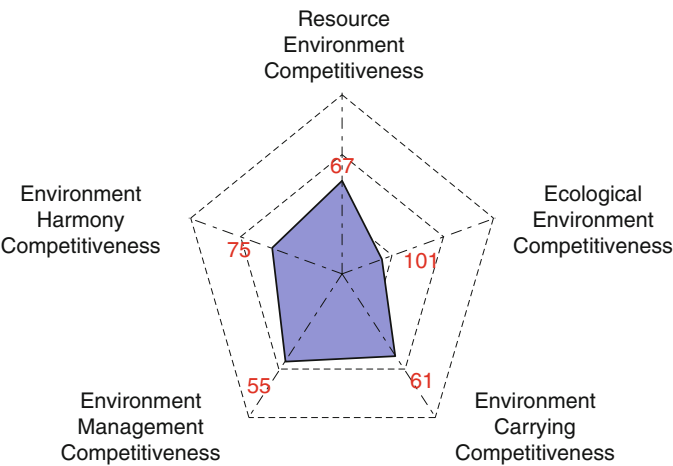 Resource
Environment
Competitiveness
67
Environment
Harmony
Competitiveness
75
Ecological
Environment
Competitiveness
101
55
61
Environment
Management
Competitiveness
Environment
Carrying
Competitiveness